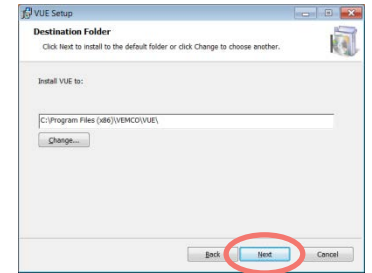 VUE Setup
Destination Folder
Click Next to install to the default folder or click Change to choose another.
Install VUE to:
C:\Program Files (x86)\VEMCO\VUE\
Change...
Back
Next
Cancel